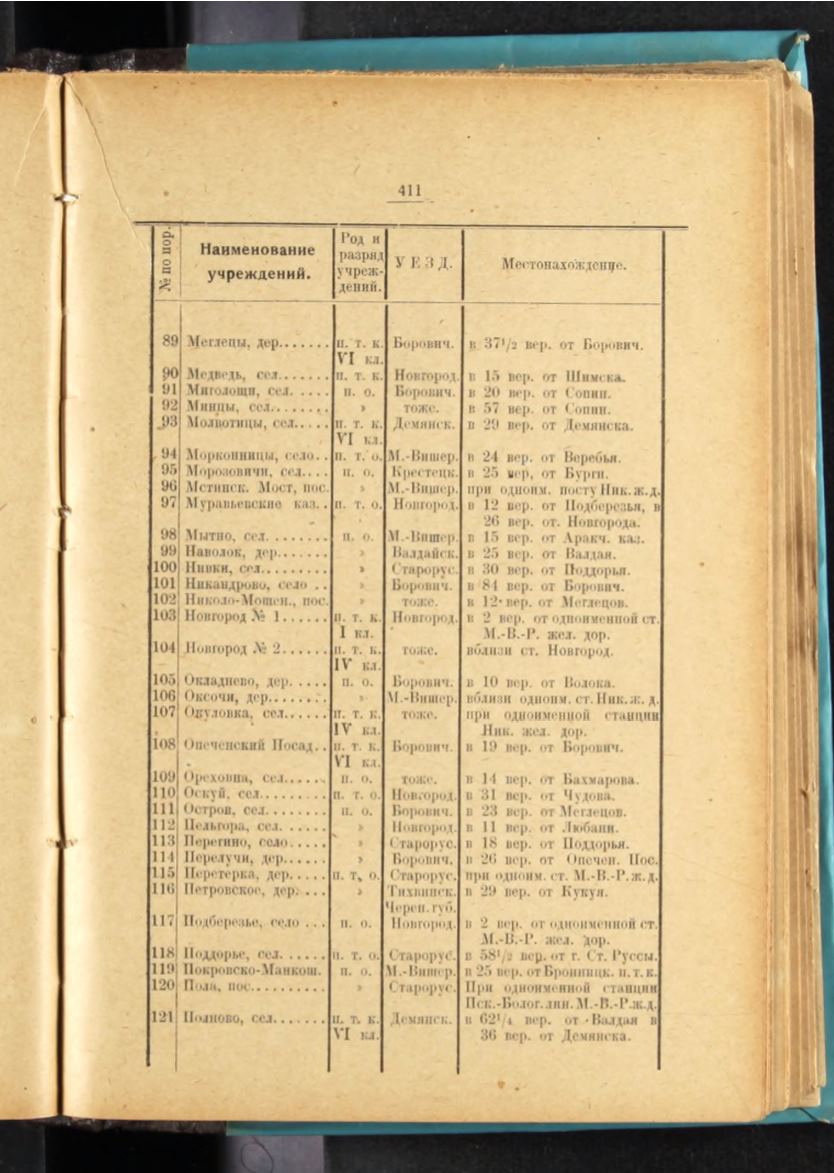 411
№ по пор. Наименование учреждений. Род и разряд учреждений. УЕЗД. Местонахождение.
89 Меглецы, дер....... п. т. к. Борович. в 37¹/₂ вер. от Борович.
VI кл.
90 Медведь, сел....... п. т. к. Новгород. в 15 вер. от Шимска.
91 Миголощи, сел. ..... п. о. Борович. в 20 вер. от Сопин.
92 Минцы, сел........ » тоже. в 57 вер. от Сопин.
93 Молвотицы, сел..... п. т. к. Демянск. в 29 вер. от Демянска.
VI кл.
94 Морконницы, село.. п. т. о. М.-Вишер. в 24 вер. от Веребья.
95 Морозовичи, сел.... п. о. Крестецк. в 25 вер, от Бурги.
96 Мстинск. Мост, пос. » М.-Вишер. при одноим. посту Ник.ж.д.
97 Муравьевские каз.. п. т. о. Новгород. в 12 вер. от Подберезья, в
26 вер. от. Новгорода.
98 Мытно, сел. ........ п. о. М.-Вишер. в 15 вер. от Аракч. каз.
99 Наволок, дер....... » Валдайск. в 25 вер. от Валдая.
100 Нивки, сел......... » Старорус. в 30 вер. от Поддорья.
101 Никандрово, село .. » Борович. в 84 вер. от Борович.
102 Николо-Мошен., пос. » тоже. в 12 вер. от Меглецов.
103 Новгород № 1...... п. т. к. Новгород. в 2 вер. от одноименной ст.
I кл. М.-В.-Р. жел. дор.
104 Новгород № 2...... п. т. к. тоже. вблизи ст. Новгород.
IV кл.
105 Окладнево, дер. ..... п. о. Борович. в 10 вер. от Волока.
106 Оксочи, дер........ » М.-Вишер. вблизи одноим. ст. Ник.ж. д.
107 Окуловка, сел...... п. т. к. тоже. при одноименной станции
IV кл. Ник. жел. дор.
108 Опеченский Посад.. п. т. к. Борович. в 19 вер. от Борович.
VI кл.
109 Ореховна, сел...... п. о. тоже. в 14 вер. от Бахмарова.
110 Оскуй, сел......... п. т. о. Новгород. в 31 вер. от Чудова.
111 Остров, сел. ........ п. о. Борович. в 23 вер. от Меглецов.
112 Пельгора, сел. ...... » Новгород. в 11 вер. от Любани.
113 Перегино, село..... » Старорус. в 18 вер. от Поддорья.
114 Перелучи, дер...... » Борович. в 26 вер. от Опечен. Пос.
115 Перетерка, дер..... п. т. о. Старорус. при одноим. ст. М.-В.-Р.ж.д.
116 Петровское, дер. ... » Тихвинск. в 29 вер. от Кукуя.
Череп. губ.
117 Подберезье, село ... п. о. Новгород. в 2 вер. от одноименной ст.
М.-В.-Р. жел. дор.
118 Поддорье, сел. ...... п. т. о. Старорус. в 58¹/₂ вер. от г. Ст. Руссы.
119 Покровско-Манкош. п. о. М.-Вишер. в 25 вер. от Бронницк. п.т.к.
120 Пола, пос.......... » Старорус. При одноименной станции
Пск.-Болог. лин. М.-В.-Р.ж.д.
121 Полново, сел....... п. т. к. Демянск. в 62¹/₄ вер. от Валдая в
VI кл. 36 вер. от Демянска.